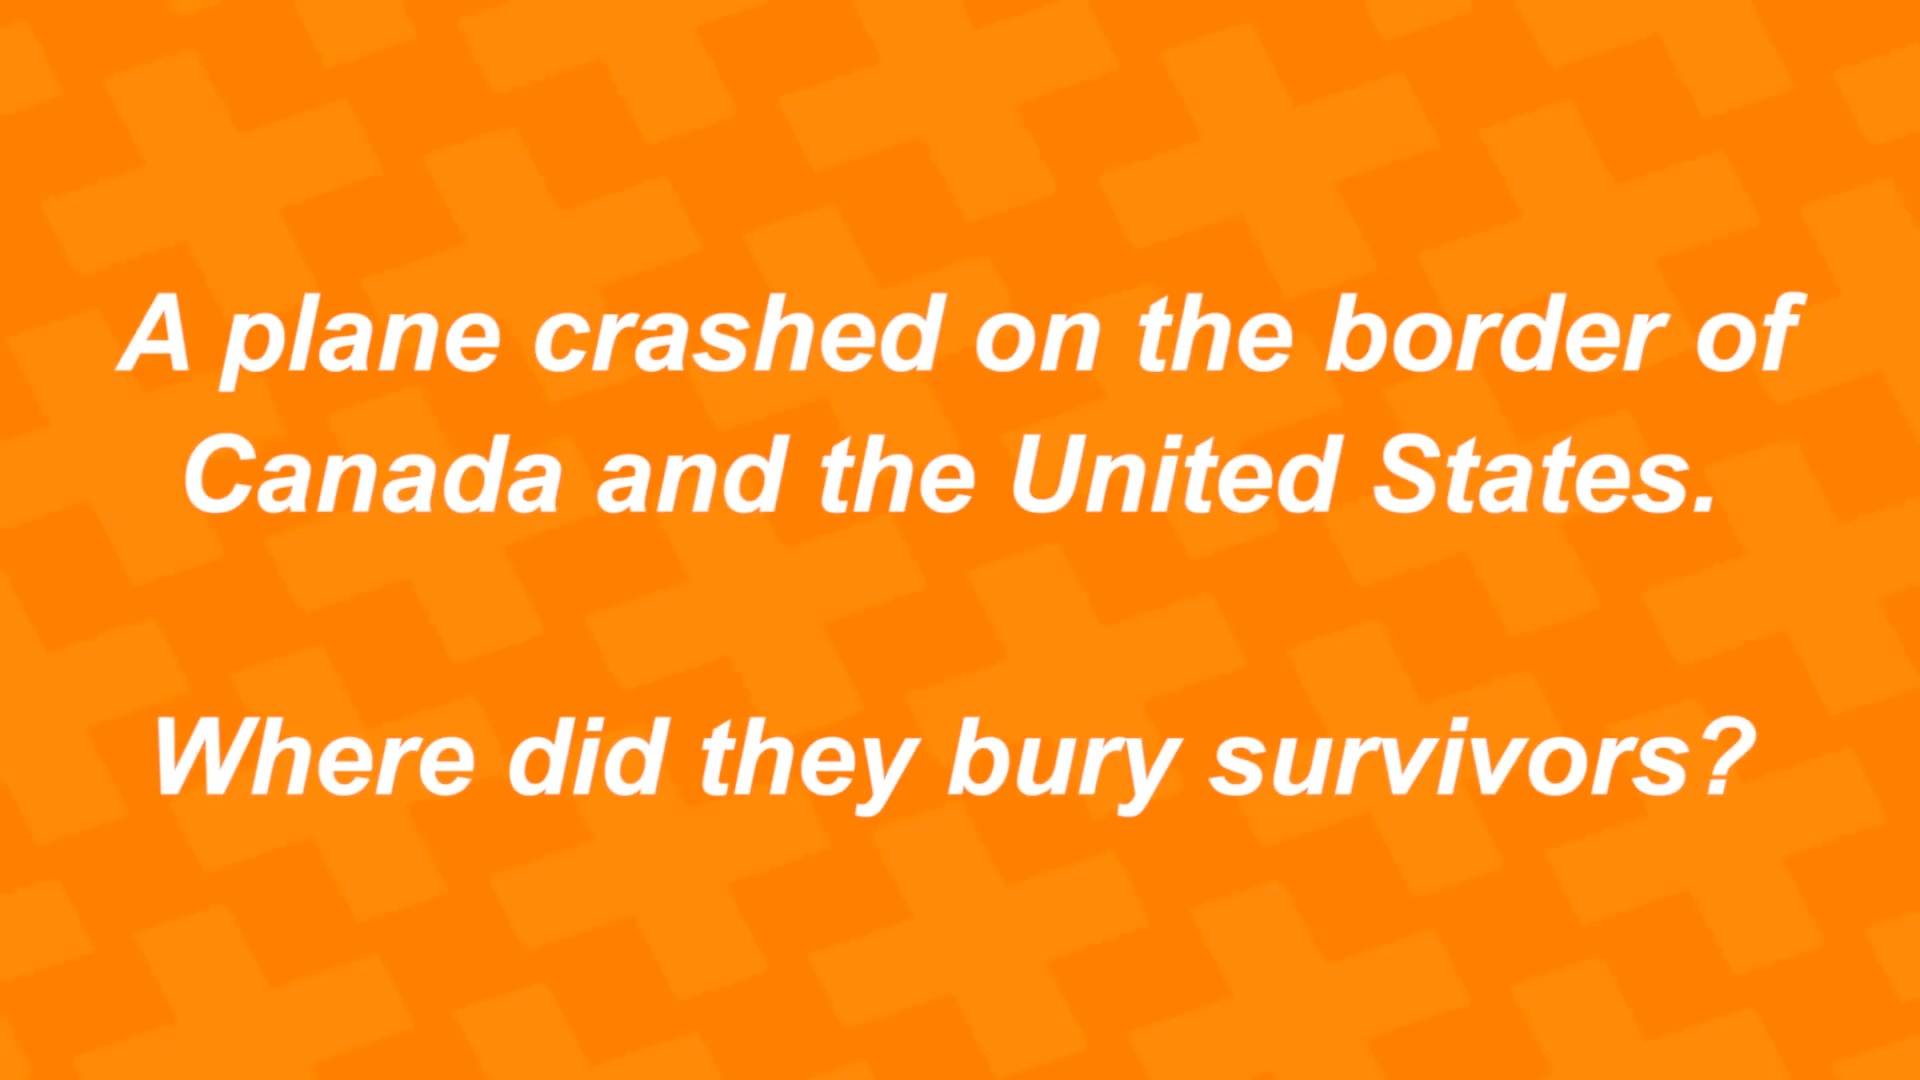 A plane crashed on the border of
Canada and the United States.
Where did they bury survivors?